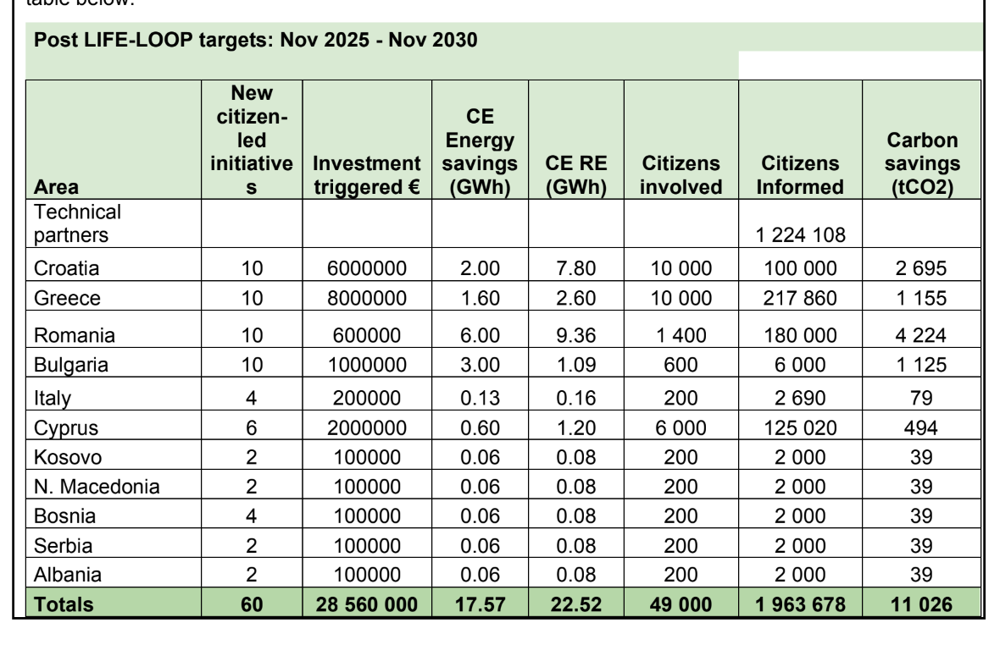 table below:
Post LIFE-LOOP targets: Nov 2025 - Nov 2030
Area New citizen-led initiatives Investment triggered € CE Energy savings (GWh) CE RE (GWh) Citizens involved Citizens Informed Carbon savings (tCO2)
Technical partners 1 224 108
Croatia 10 6000000 2.00 7.80 10 000 100 000 2 695
Greece 10 8000000 1.60 2.60 10 000 217 860 1 155
Romania 10 600000 6.00 9.36 1 400 180 000 4 224
Bulgaria 10 1000000 3.00 1.09 600 6 000 1 125
Italy 4 200000 0.13 0.16 200 2 690 79
Cyprus 6 2000000 0.60 1.20 6 000 125 020 494
Kosovo 2 100000 0.06 0.08 200 2 000 39
N. Macedonia 2 100000 0.06 0.08 200 2 000 39
Bosnia 4 100000 0.06 0.08 200 2 000 39
Serbia 2 100000 0.06 0.08 200 2 000 39
Albania 2 100000 0.06 0.08 200 2 000 39
Totals 60 28 560 000 17.57 22.52 49 000 1 963 678 11 026